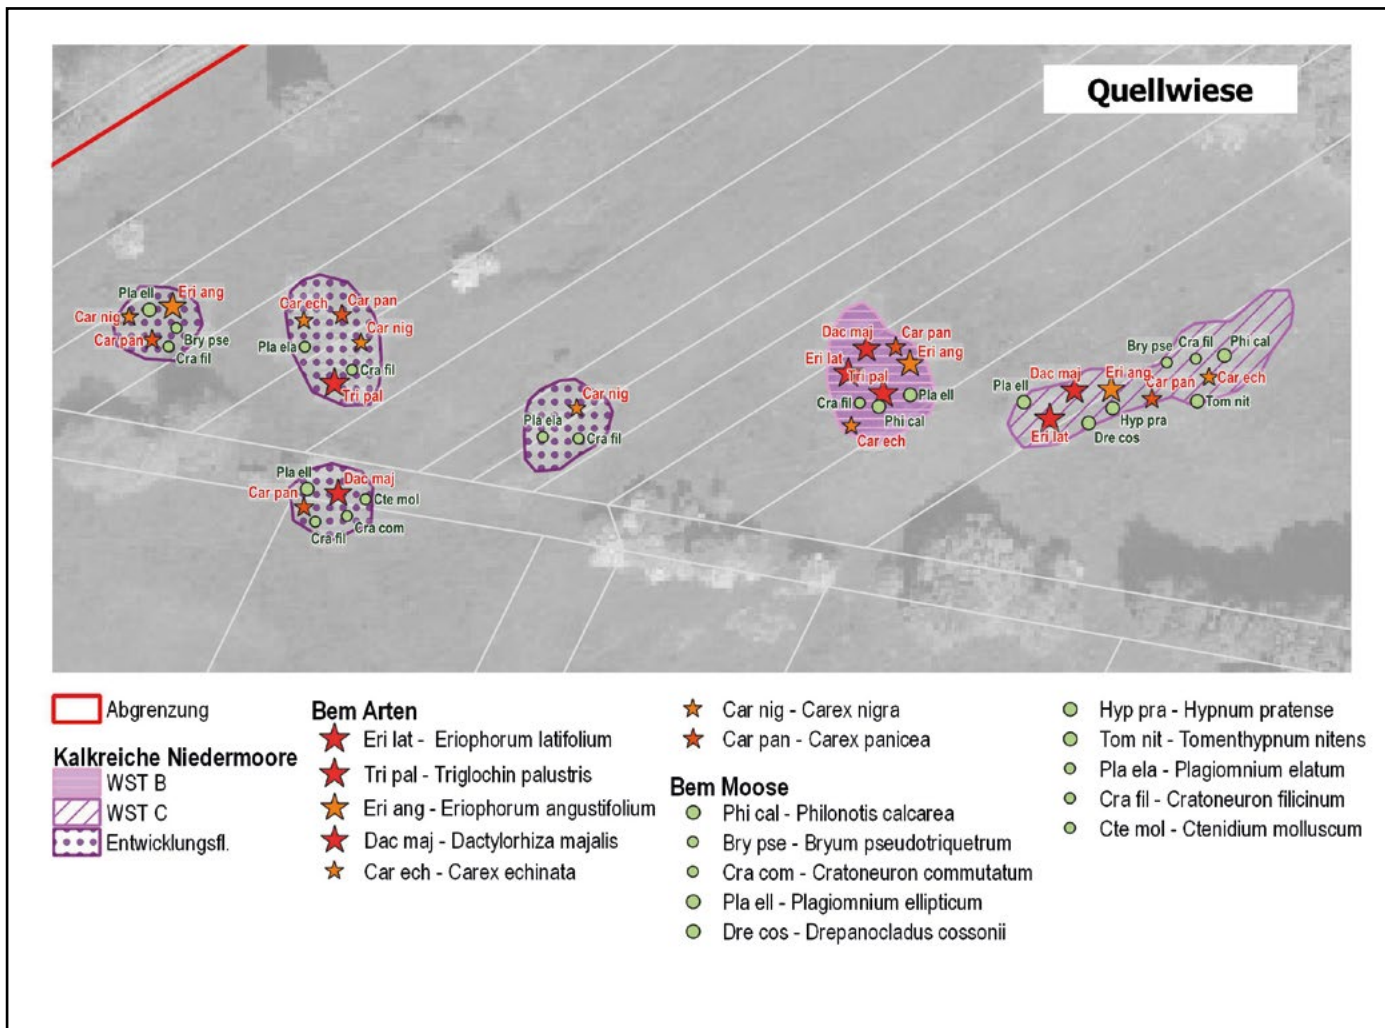 Quellwiese
Pla ell
Eri ang
Car nig
Car pan
Bry pse
Cra fil
Car ech
Car pan
Car nig
Pla ela
Cra fil
Tri pal
Car nig
Pla ela
Cra fil
Pla ell
Dac maj
Car pan
Cte mol
Cra com
Cra fil
Dac maj
Car pan
Eri ang
Eri lat
Tri pal
Pla ell
Cra fil
Phi cal
Car ech
Bry pse
Cra fil
Phi cal
Dac maj
Eri ang
Car pan
Car ech
Pla ell
Tom nit
Hyp pra
Eri lat
Dre cos
Abgrenzung
Kalkreiche Niedermoore
WST B
WST C
Entwicklungsfl.
Bem Arten
Eri lat - Eriophorum latifolium
Tri pal - Triglochin palustris
Eri ang - Eriophorum angustifolium
Dac maj - Dactylorhiza majalis
Car ech - Carex echinata
Car nig - Carex nigra
Car pan - Carex panicea
Bem Moose
Phi cal - Philonotis calcarea
Bry pse - Bryum pseudotriquetrum
Cra com - Cratoneuron commutatum
Pla ell - Plagiomnium ellipticum
Dre cos - Drepanocladus cossonii
Hyp pra - Hypnum pratense
Tom nit - Tomenthypnum nitens
Pla ela - Plagiomnium elatum
Cra fil - Cratoneuron filicinum
Cte mol - Ctenidium molluscum